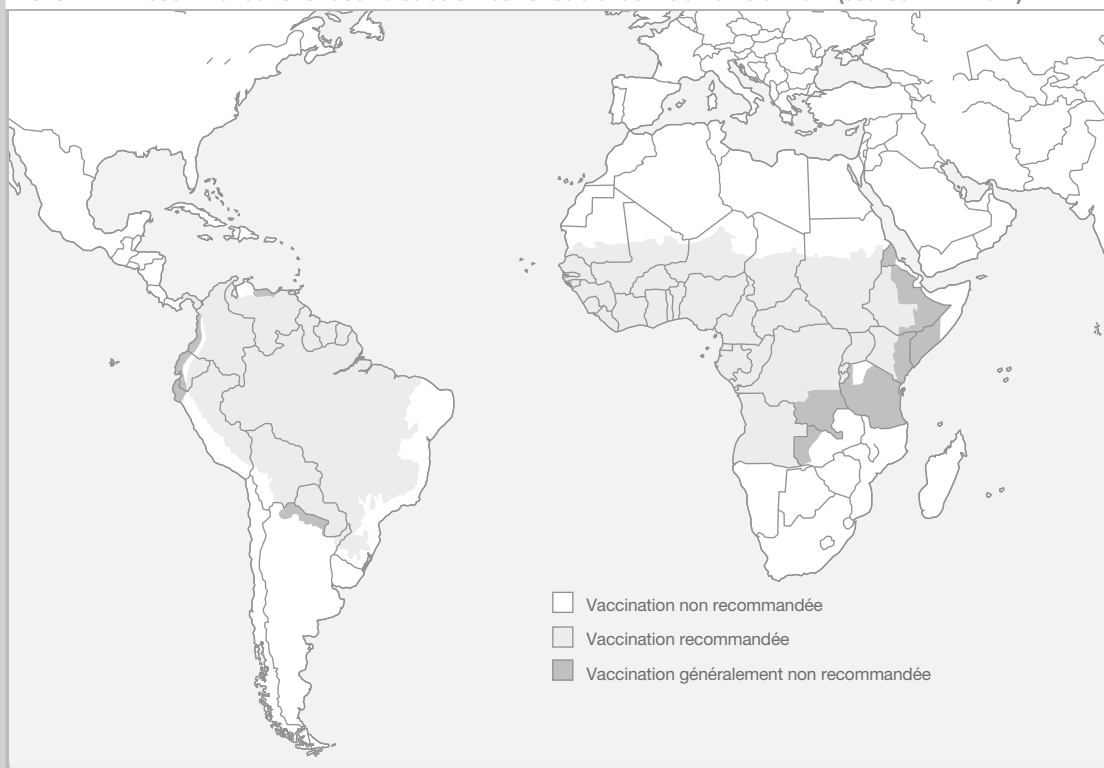 Vaccination non recommandée
Vaccination recommandée
Vaccination généralement non recommandée